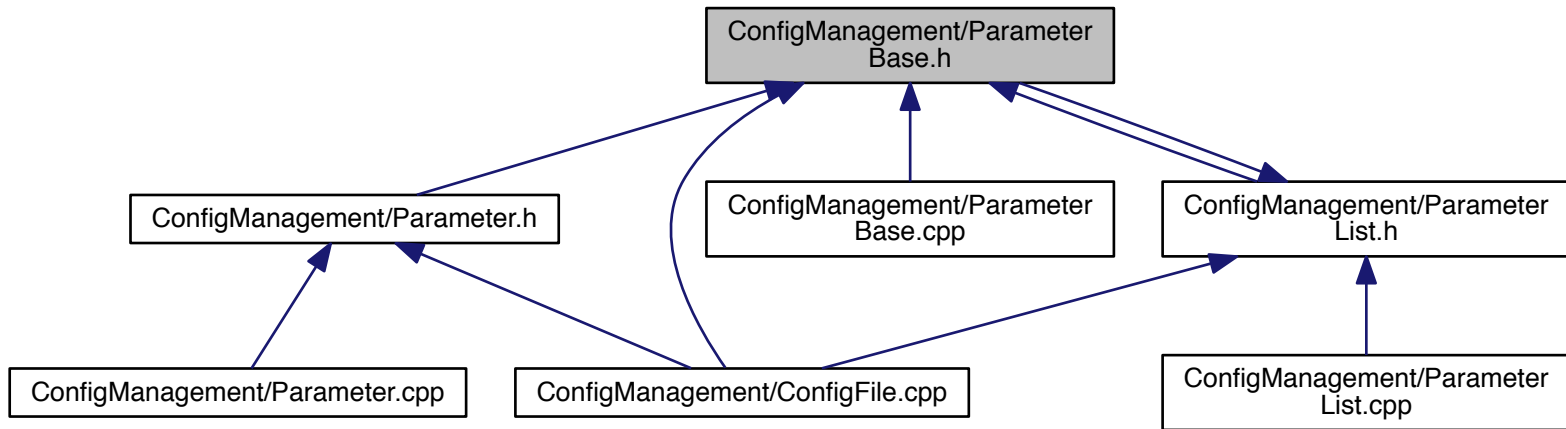 ConfigManagement/Parameter
Base.h
ConfigManagement/Parameter.h
ConfigManagement/Parameter
Base.cpp
ConfigManagement/Parameter
List.h
ConfigManagement/Parameter.cpp
ConfigManagement/ConfigFile.cpp
ConfigManagement/Parameter
List.cpp